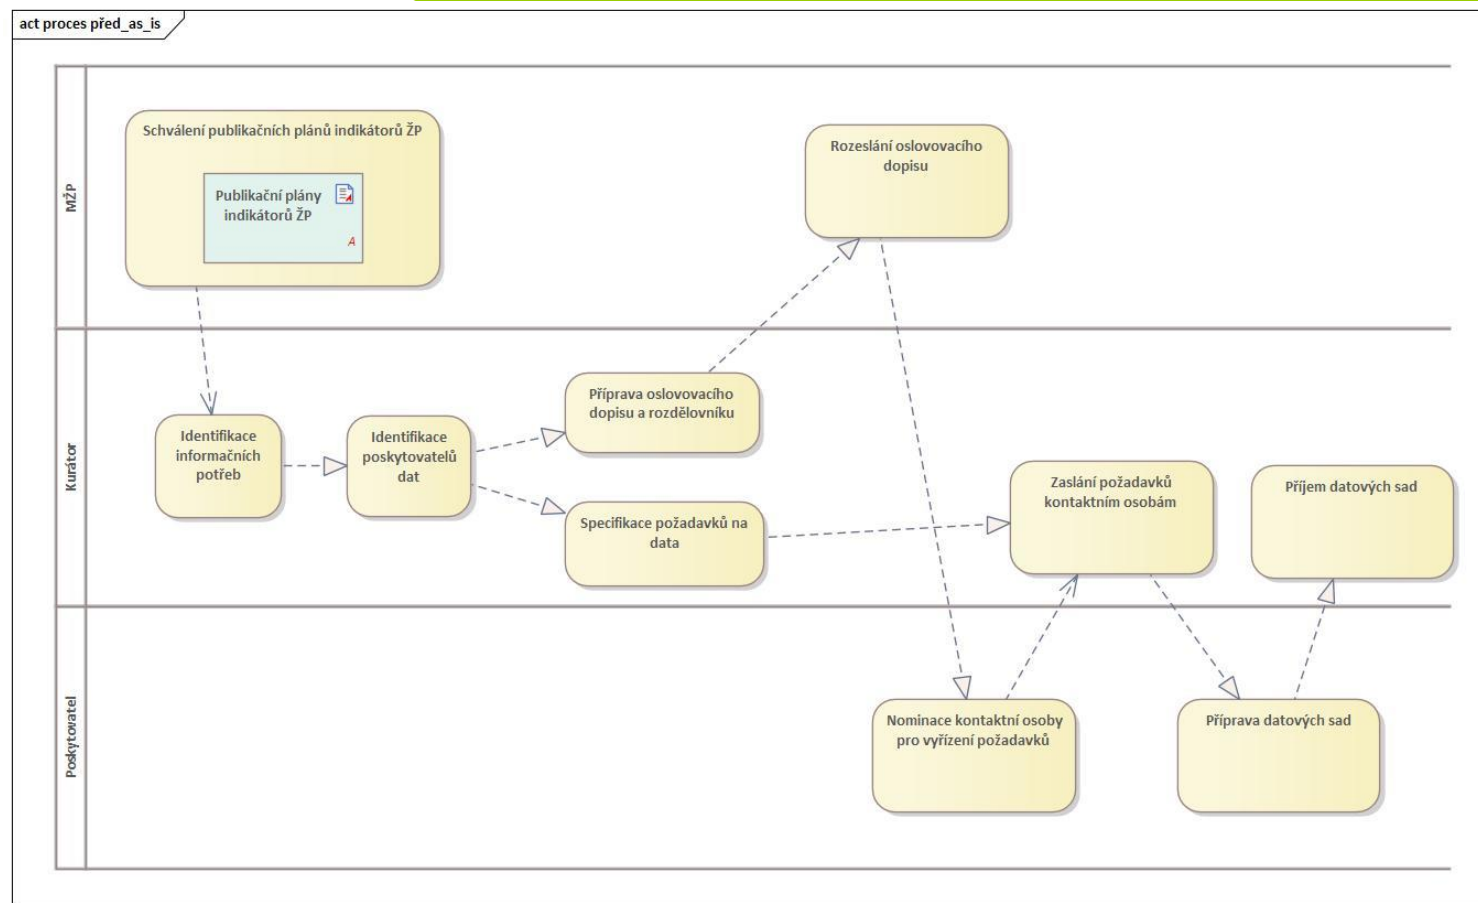 act proces před_as_is
MŽP
Schválení publikačních plánů indikátorů ŽP
Publikační plány
indikátorů ŽP
A
Rozeslání oslovovacího
dopisu
Kurátor
Identifikace
informačních
potřeb
Identifikace
poskytovatelů
dat
Příprava oslovovacího
dopisu a rozdělovníku
Specifikace požadavků na
data
Zaslání požadavků
kontaktním osobám
Příjem datových sad
Poskytovatel
Nominace kontaktní osoby
pro vyřízení požadavků
Příprava datových sad